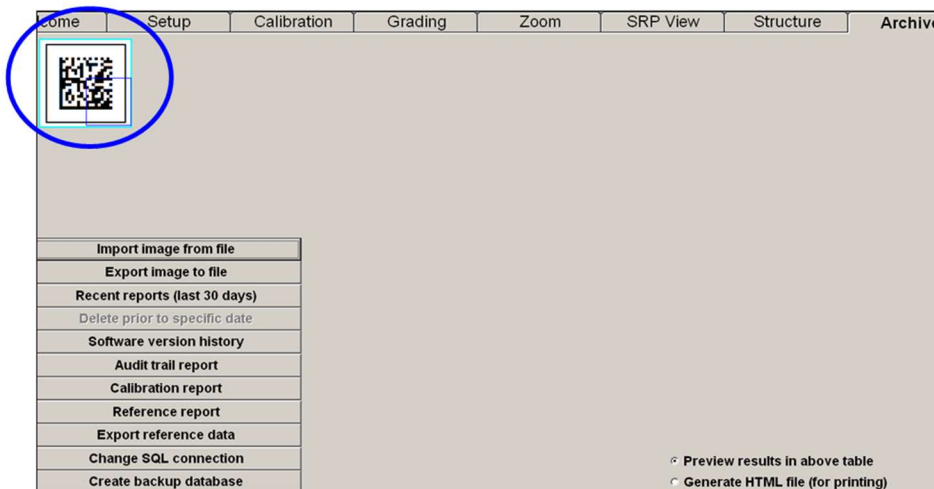 come Setup Calibration Grading Zoom SRP View Structure Archive
Import image from file
Export image to file
Recent reports (last 30 days)
Delete prior to specific date
Software version history
Audit trail report
Calibration report
Reference report
Export reference data
Change SQL connection
Preview results in above table
Create backup database
Generate HTML file (for printing)